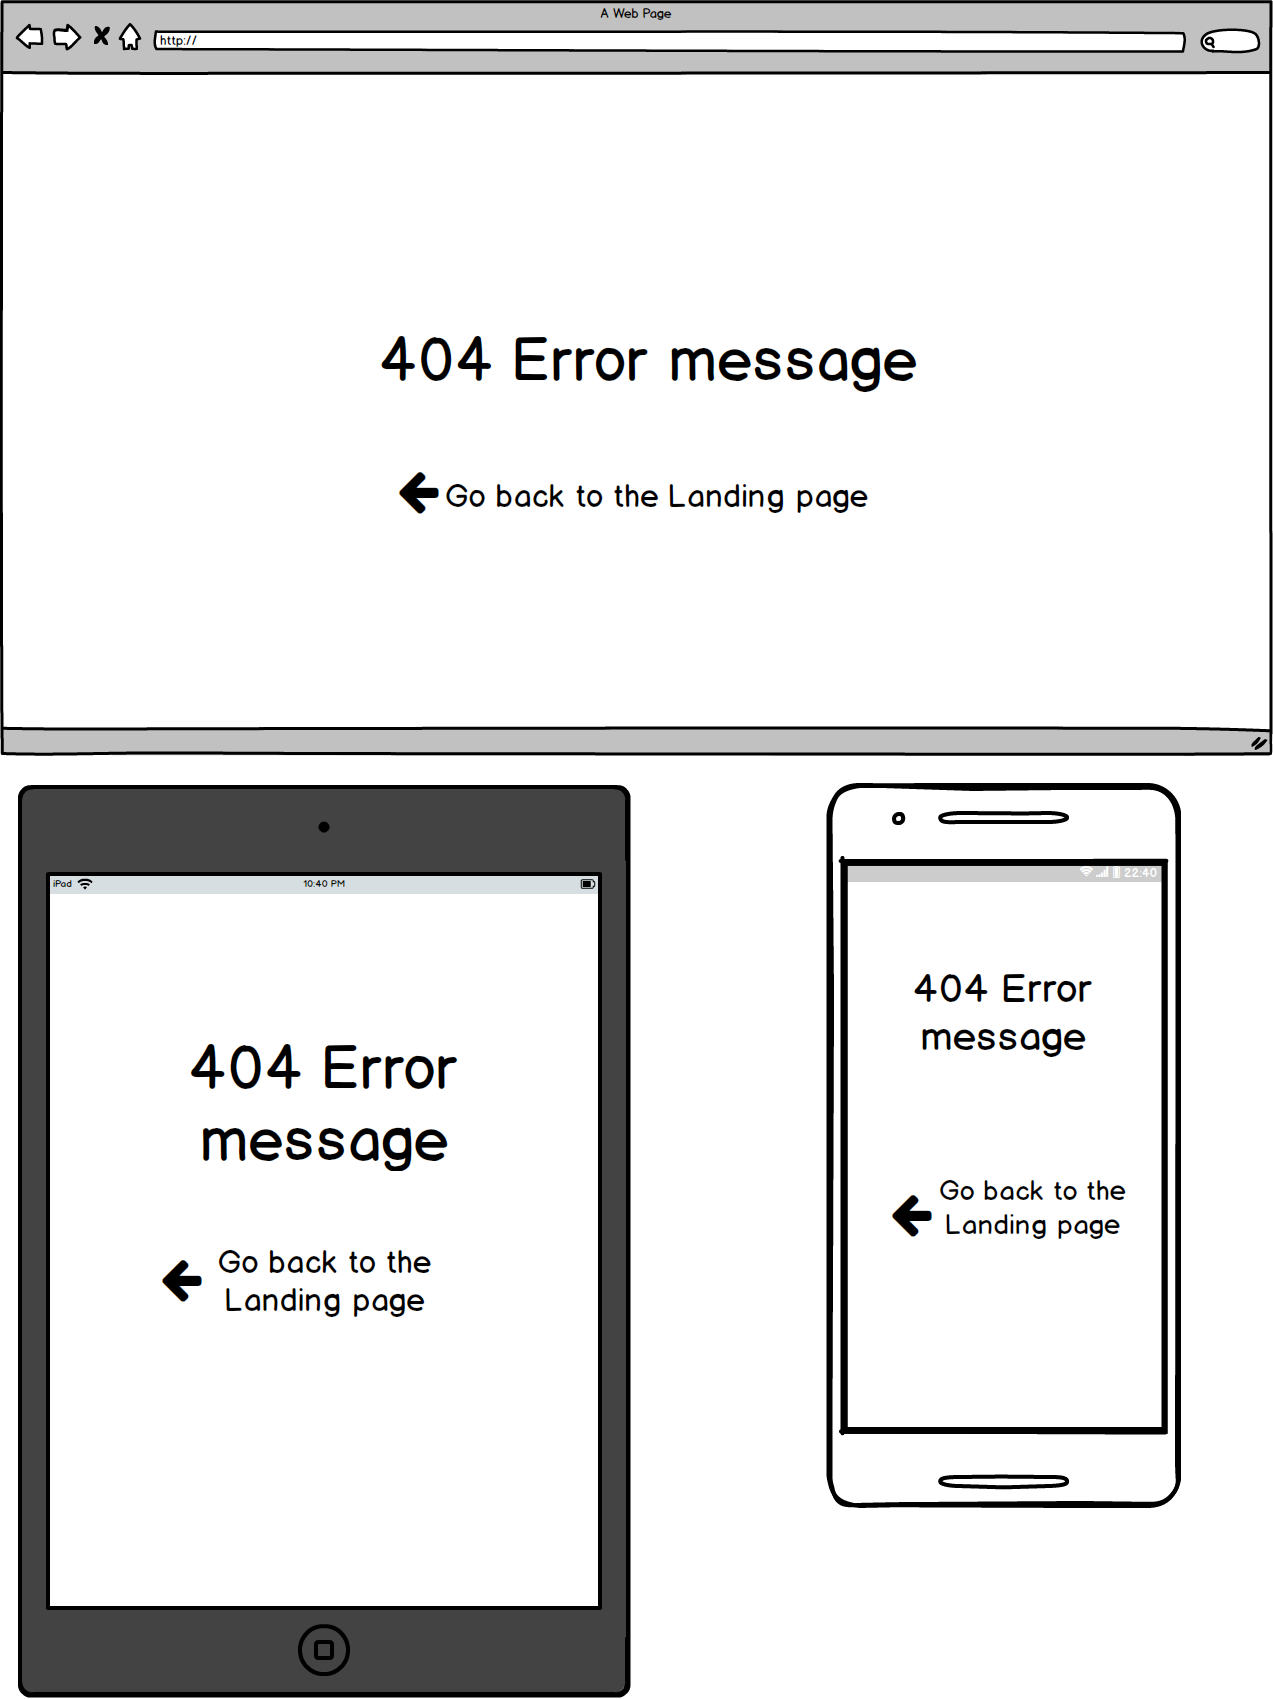 A Web Page
http://
404 Error message
Go back to the Landing page
iPad 10:40 PM
404 Error
message
Go back to the
Landing page
22:40
404 Error
message
Go back to the
Landing page